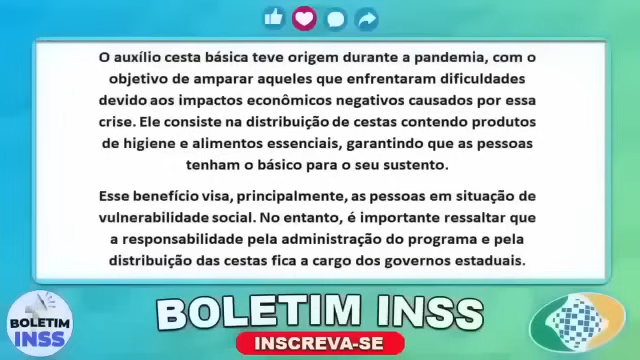 O auxílio cesta básica teve origem durante a pandemia, com o
objetivo de amparar aqueles que enfrentaram dificuldades
devido aos impactos econômicos negativos causados por essa
crise. Ele consiste na distribuição de cestas contendo produtos
de higiene e alimentos essenciais, garantindo que as pessoas
tenham o básico para o seu sustento.
Esse benefício visa, principalmente, as pessoas em situação de
vulnerabilidade social. No entanto, é importante ressaltar que
a responsabilidade pela administração do programa e pela
distribuição das cestas fica a cargo dos governos estaduais.
BOLETIM INSS
BOLETIM
INSS
INSCREVA-SE